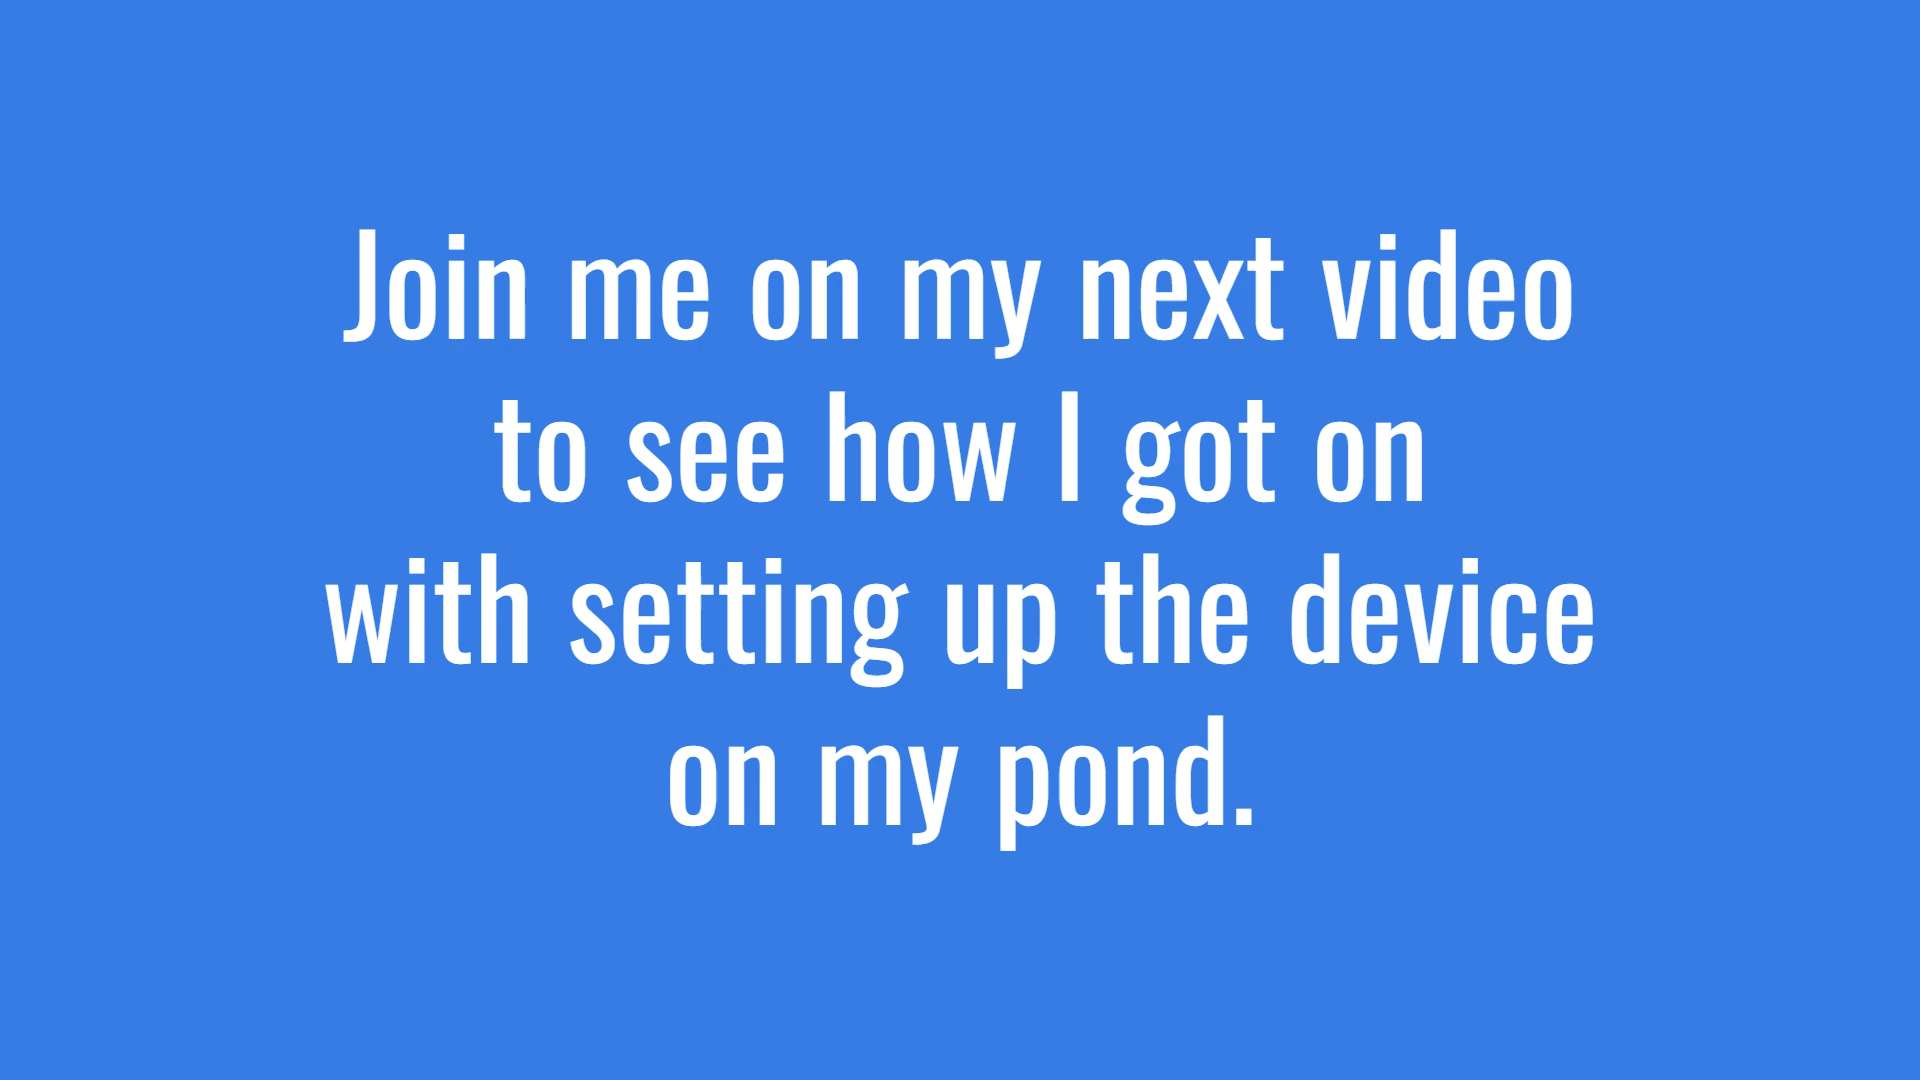 Join me on my next video
to see how I got on
with setting up the device
on my pond.